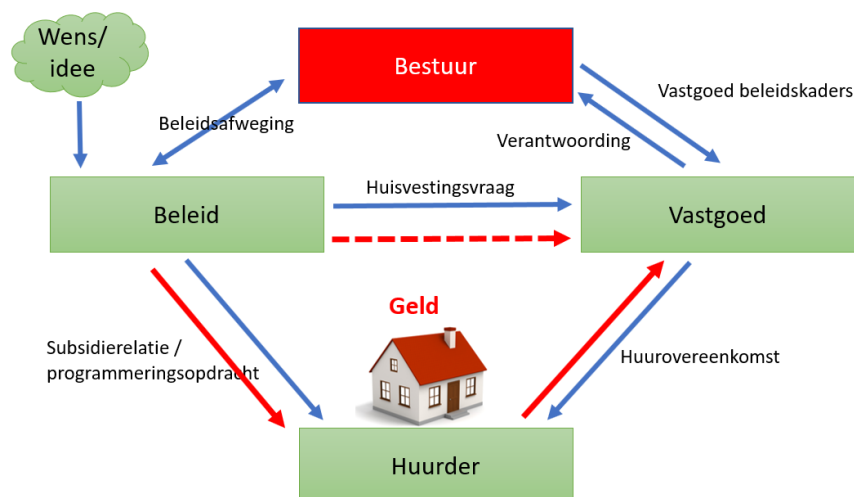 Wens/
idee
Bestuur
Vastgoed beleidskaders
Beleidsafweging
Verantwoording
Huisvestingsvraag
Beleid
Vastgoed
Geld
Subsidierelatie /
programmeringsopdracht
Huurovereenkomst
Huurder